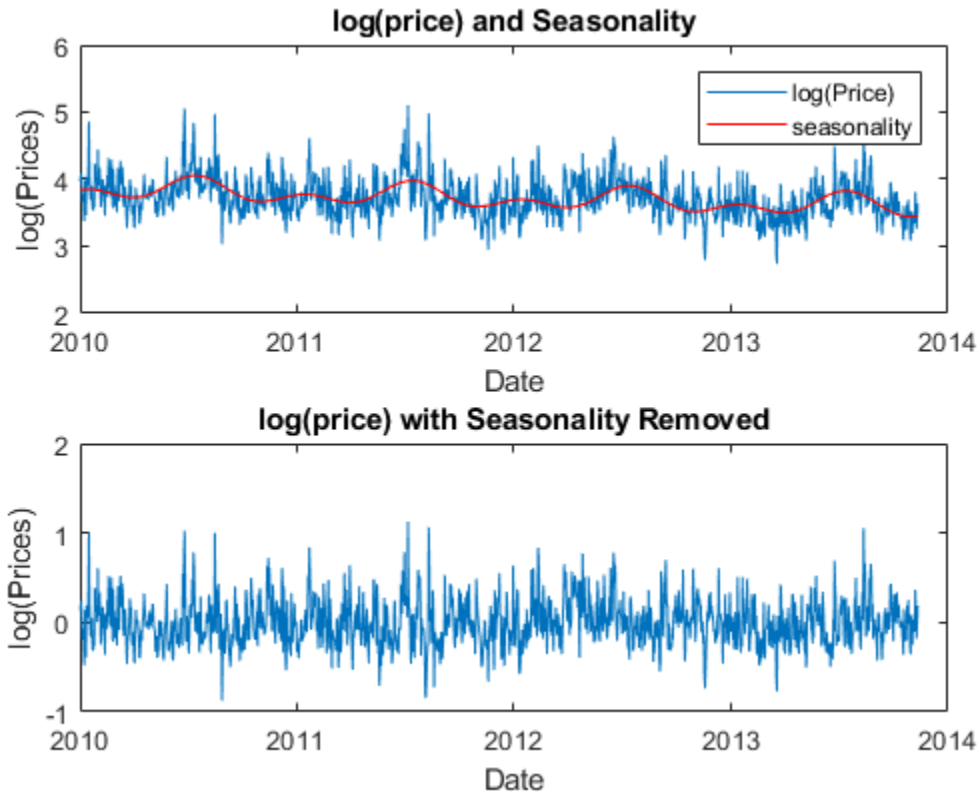 log(price) and Seasonality
6
5
4
3
2
log(Prices)
log(Price)
seasonality
2010 2011 2012 2013 2014
Date
log(price) with Seasonality Removed
2
1
0
-1
log(Prices)
2010 2011 2012 2013 2014
Date